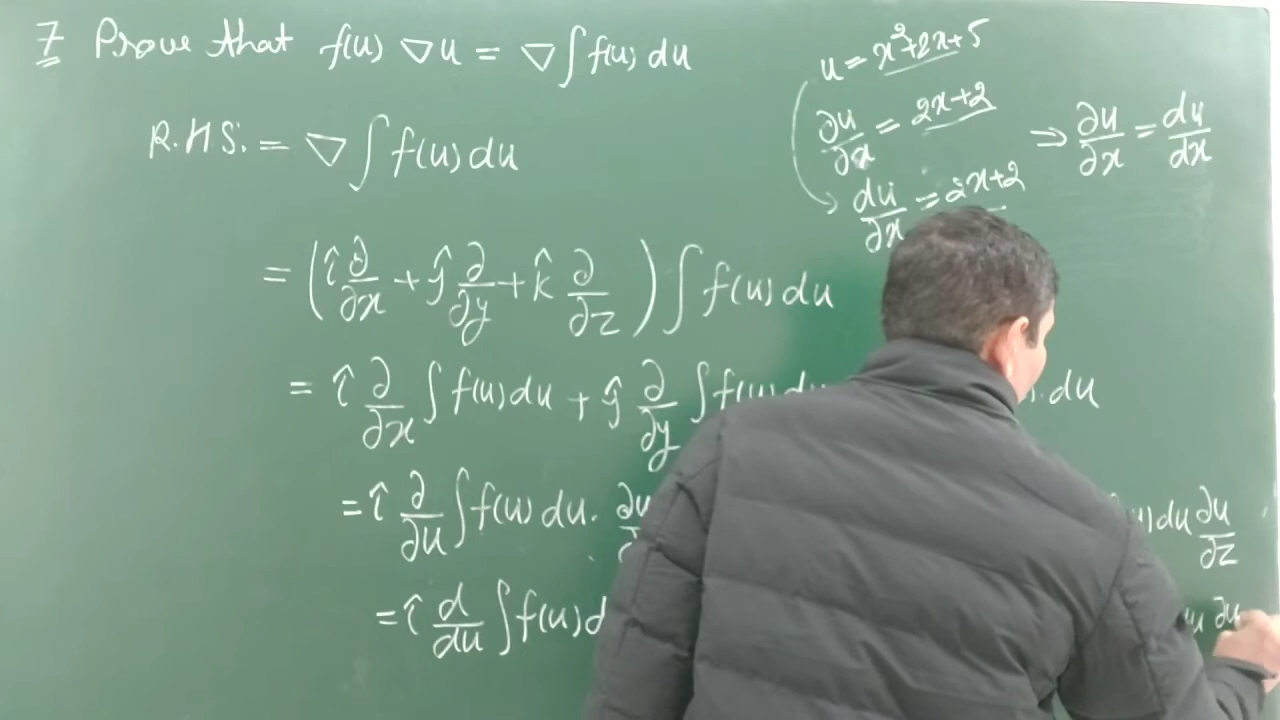 7 Prove that f(u) ∇u = ∇∫f(u) du
R.H.S. = ∇∫f(u) du
= (î ∂/∂x + ĵ ∂/∂y + k̂ ∂/∂z) ∫f(u) du
= î ∂/∂x ∫f(u) du + ĵ ∂/∂y ∫f(u) du . du
= î ∂/∂u ∫f(u) du . ∂u u) du ∂u/∂z
= î d/du ∫f(u) d ∂u
u = x²+2x+5
∂u/∂x = 2x+2
⇒ ∂u/∂x = du/dx
du/∂x = 2x+2